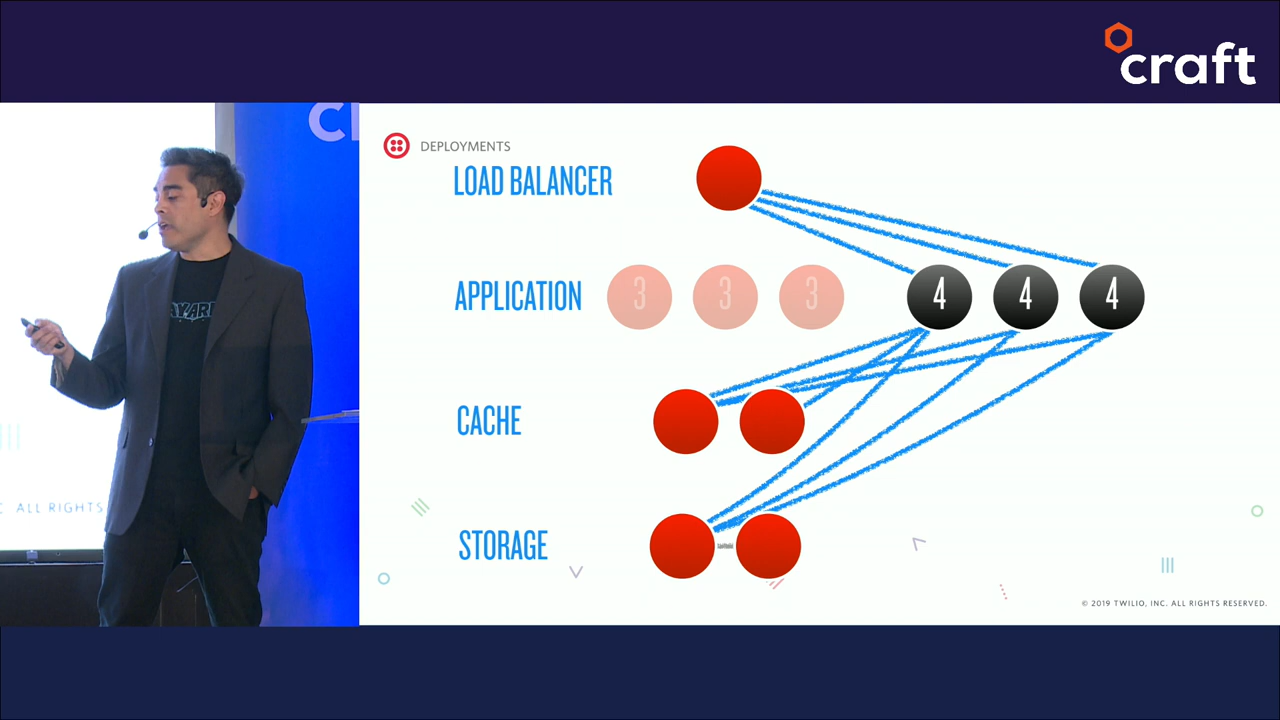 craft
DEPLOYMENTS
LOAD BALANCER
APPLICATION
3 3 3
4 4 4
CACHE
STORAGE
© 2019 TWILIO, INC. ALL RIGHTS RESERVED.
ALL RIGHTS